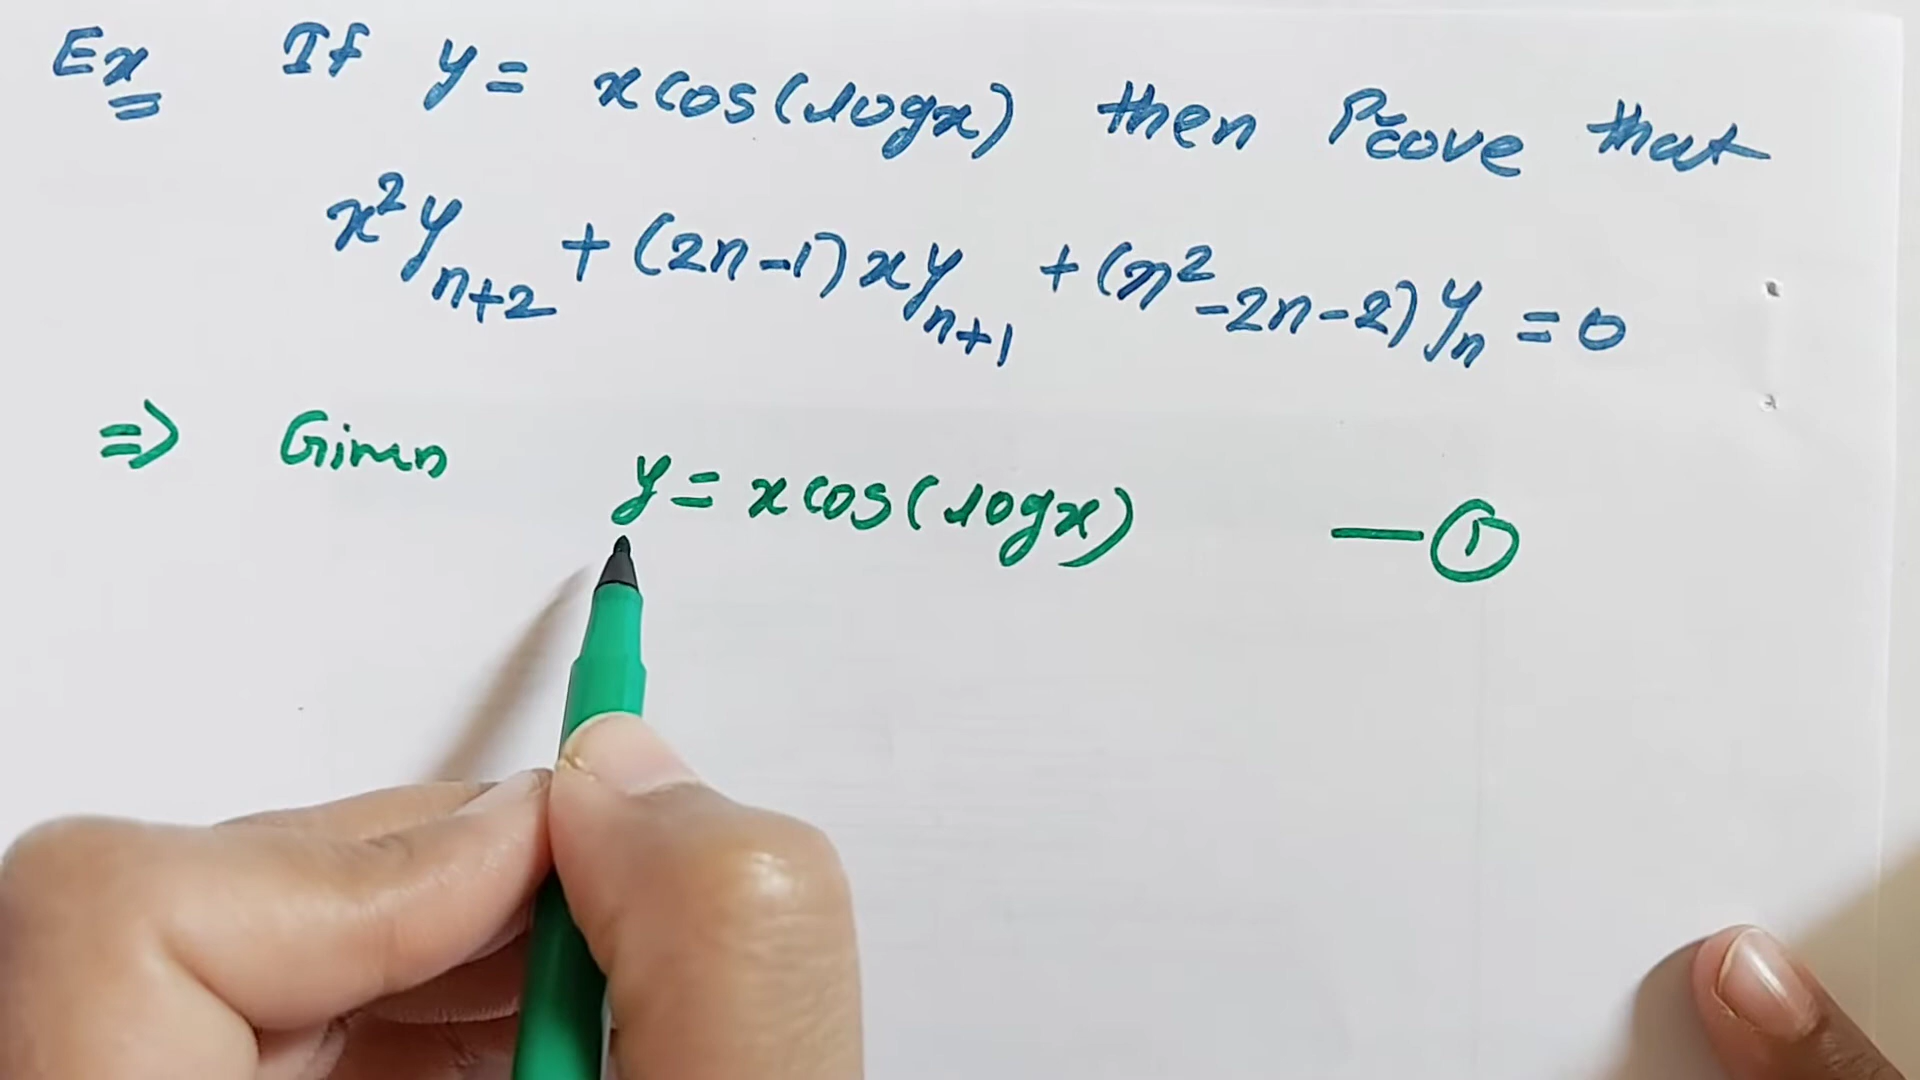 Ex If y = x cos(log x) then Prove that
x²yₙ₊₂ + (2n-1)xyₙ₊₁ + (n²-2n-2)yₙ = 0
⇒ Given y = x cos(log x) — ①